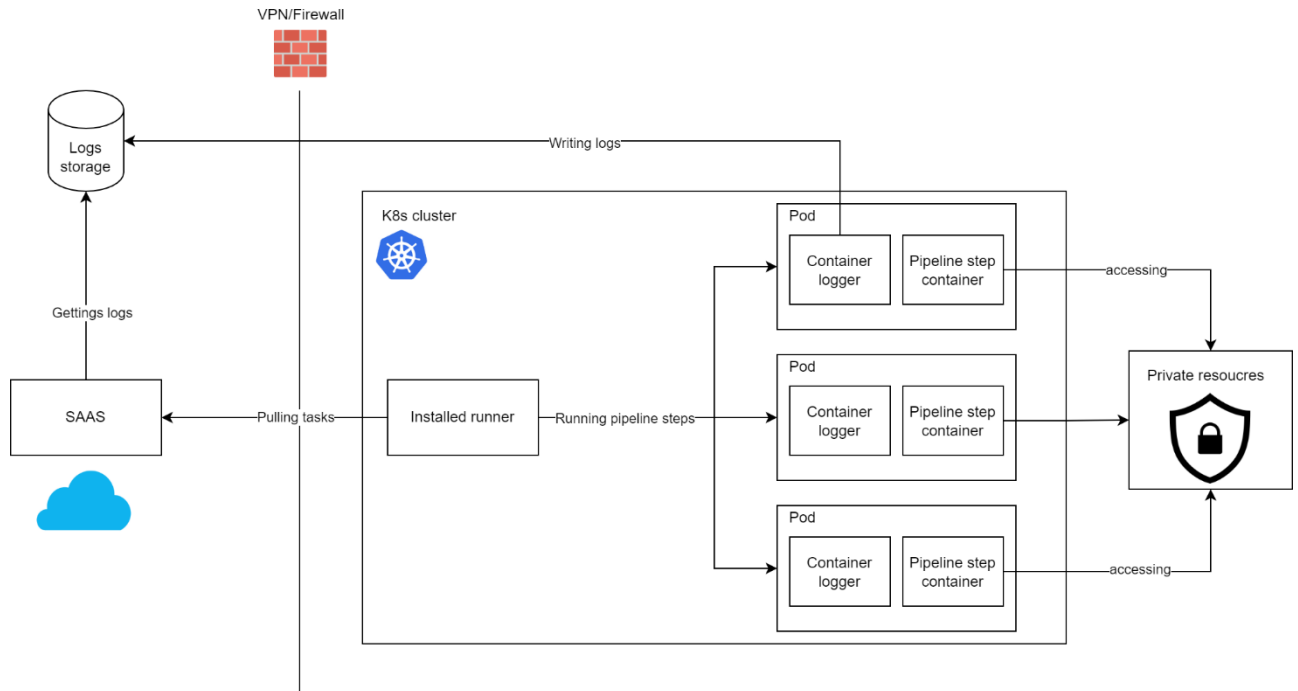 VPN/Firewall
Logs
storage
Writing logs
K8s cluster
Pod
Container
logger
Pipeline step
container
accessing
Gettings logs
SAAS
Pulling tasks
Installed runner
Running pipeline steps
Pod
Container
logger
Pipeline step
container
Private resoucres
Pod
Container
logger
Pipeline step
container
accessing